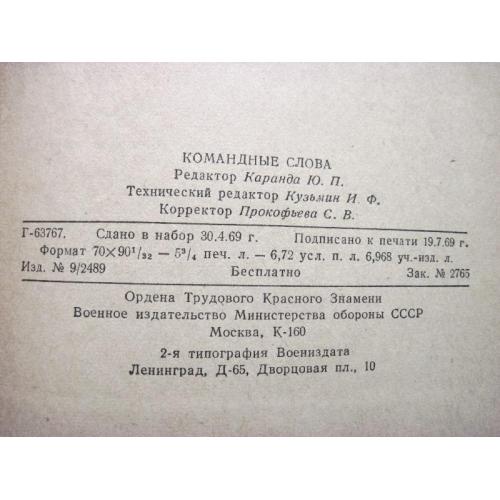 КОМАНДНЫЕ СЛОВА
Редактор Каранда Ю. П.
Технический редактор Кузьмин И. Ф.
Корректор Прокофьева С. В.
Г-63767. Сдано в набор 30.4.69 г. Подписано к печати 19.7.69 г.
Формат 70×90¹/₃₂ — 5³/₄ печ. л. — 6,72 усл. п. л. 6,968 уч.-изд. л.
Изд. № 9/2489 Бесплатно Зак. № 2765
Ордена Трудового Красного Знамени
Военное издательство Министерства обороны СССР
Москва, К-160
2-я типография Воениздата
Ленинград, Д-65, Дворцовая пл., 10